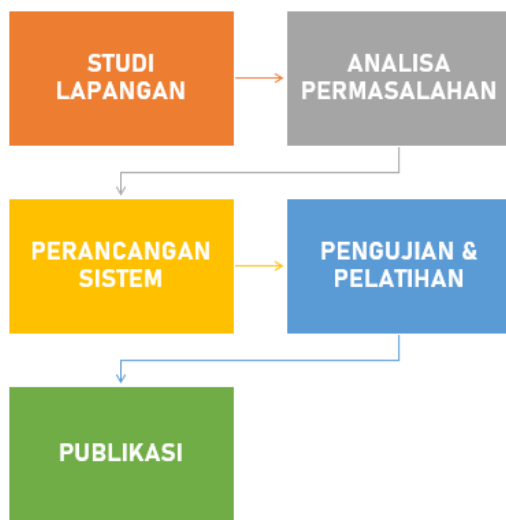 STUDI
LAPANGAN
ANALISA
PERMASALAHAN
PERANCANGAN
SISTEM
PENGUJIAN &
PELATIHAN
PUBLIKASI